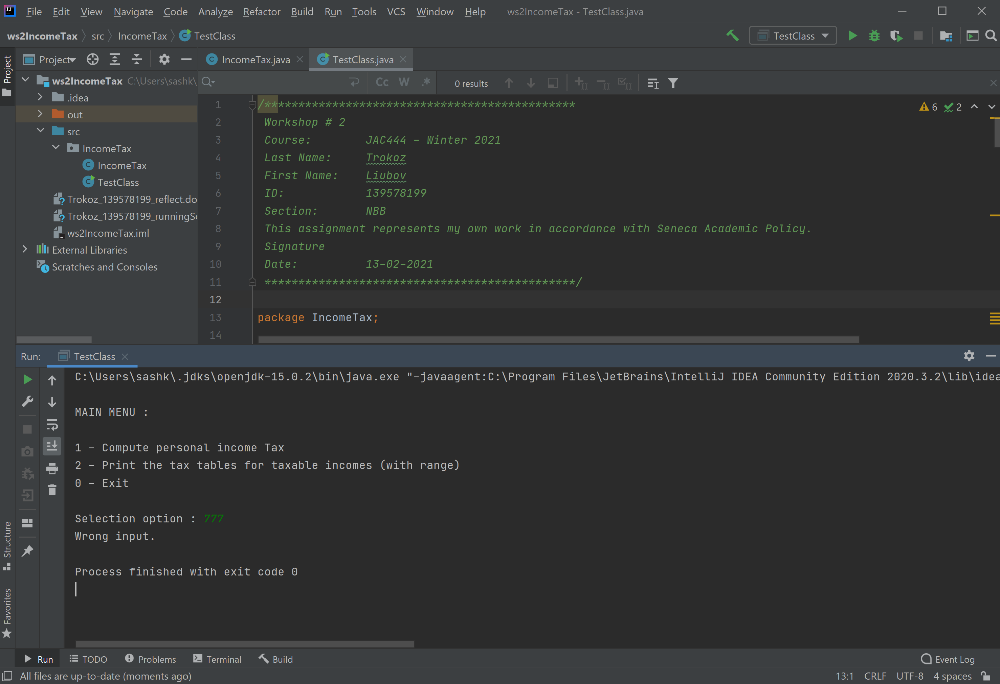 File Edit View Navigate Code Analyze Refactor Build Run Tools VCS Window Help ws2IncomeTax - TestClass.java
ws2IncomeTax src IncomeTax TestClass
TestClass
Project
Project
IncomeTax.java
TestClass.java
ws2IncomeTax C:\Users\sashk\
.idea
out
src
IncomeTax
IncomeTax
TestClass
Trokoz_139578199_reflect.do
Trokoz_139578199_runningSc
ws2IncomeTax.iml
External Libraries
Scratches and Consoles
Cc W .* 0 results
6 2
1 /**********************************************
2 Workshop # 2
3 Course: JAC444 - Winter 2021
4 Last Name: Trokoz
5 First Name: Liubov
6 ID: 139578199
7 Section: NBB
8 This assignment represents my own work in accordance with Seneca Academic Policy.
9 Signature
10 Date: 13-02-2021
11 **********************************************/
12
13 package IncomeTax;
14
Run: TestClass
C:\Users\sashk\.jdks\openjdk-15.0.2\bin\java.exe "-javaagent:C:\Program Files\JetBrains\IntelliJ IDEA Community Edition 2020.3.2\lib\idea
MAIN MENU :
1 - Compute personal income Tax
2 - Print the tax tables for taxable incomes (with range)
0 - Exit
Selection option : 777
Wrong input.
Process finished with exit code 0
Structure
Favorites
Run TODO Problems Terminal Build Event Log
All files are up-to-date (moments ago) 13:1 CRLF UTF-8 4 spaces